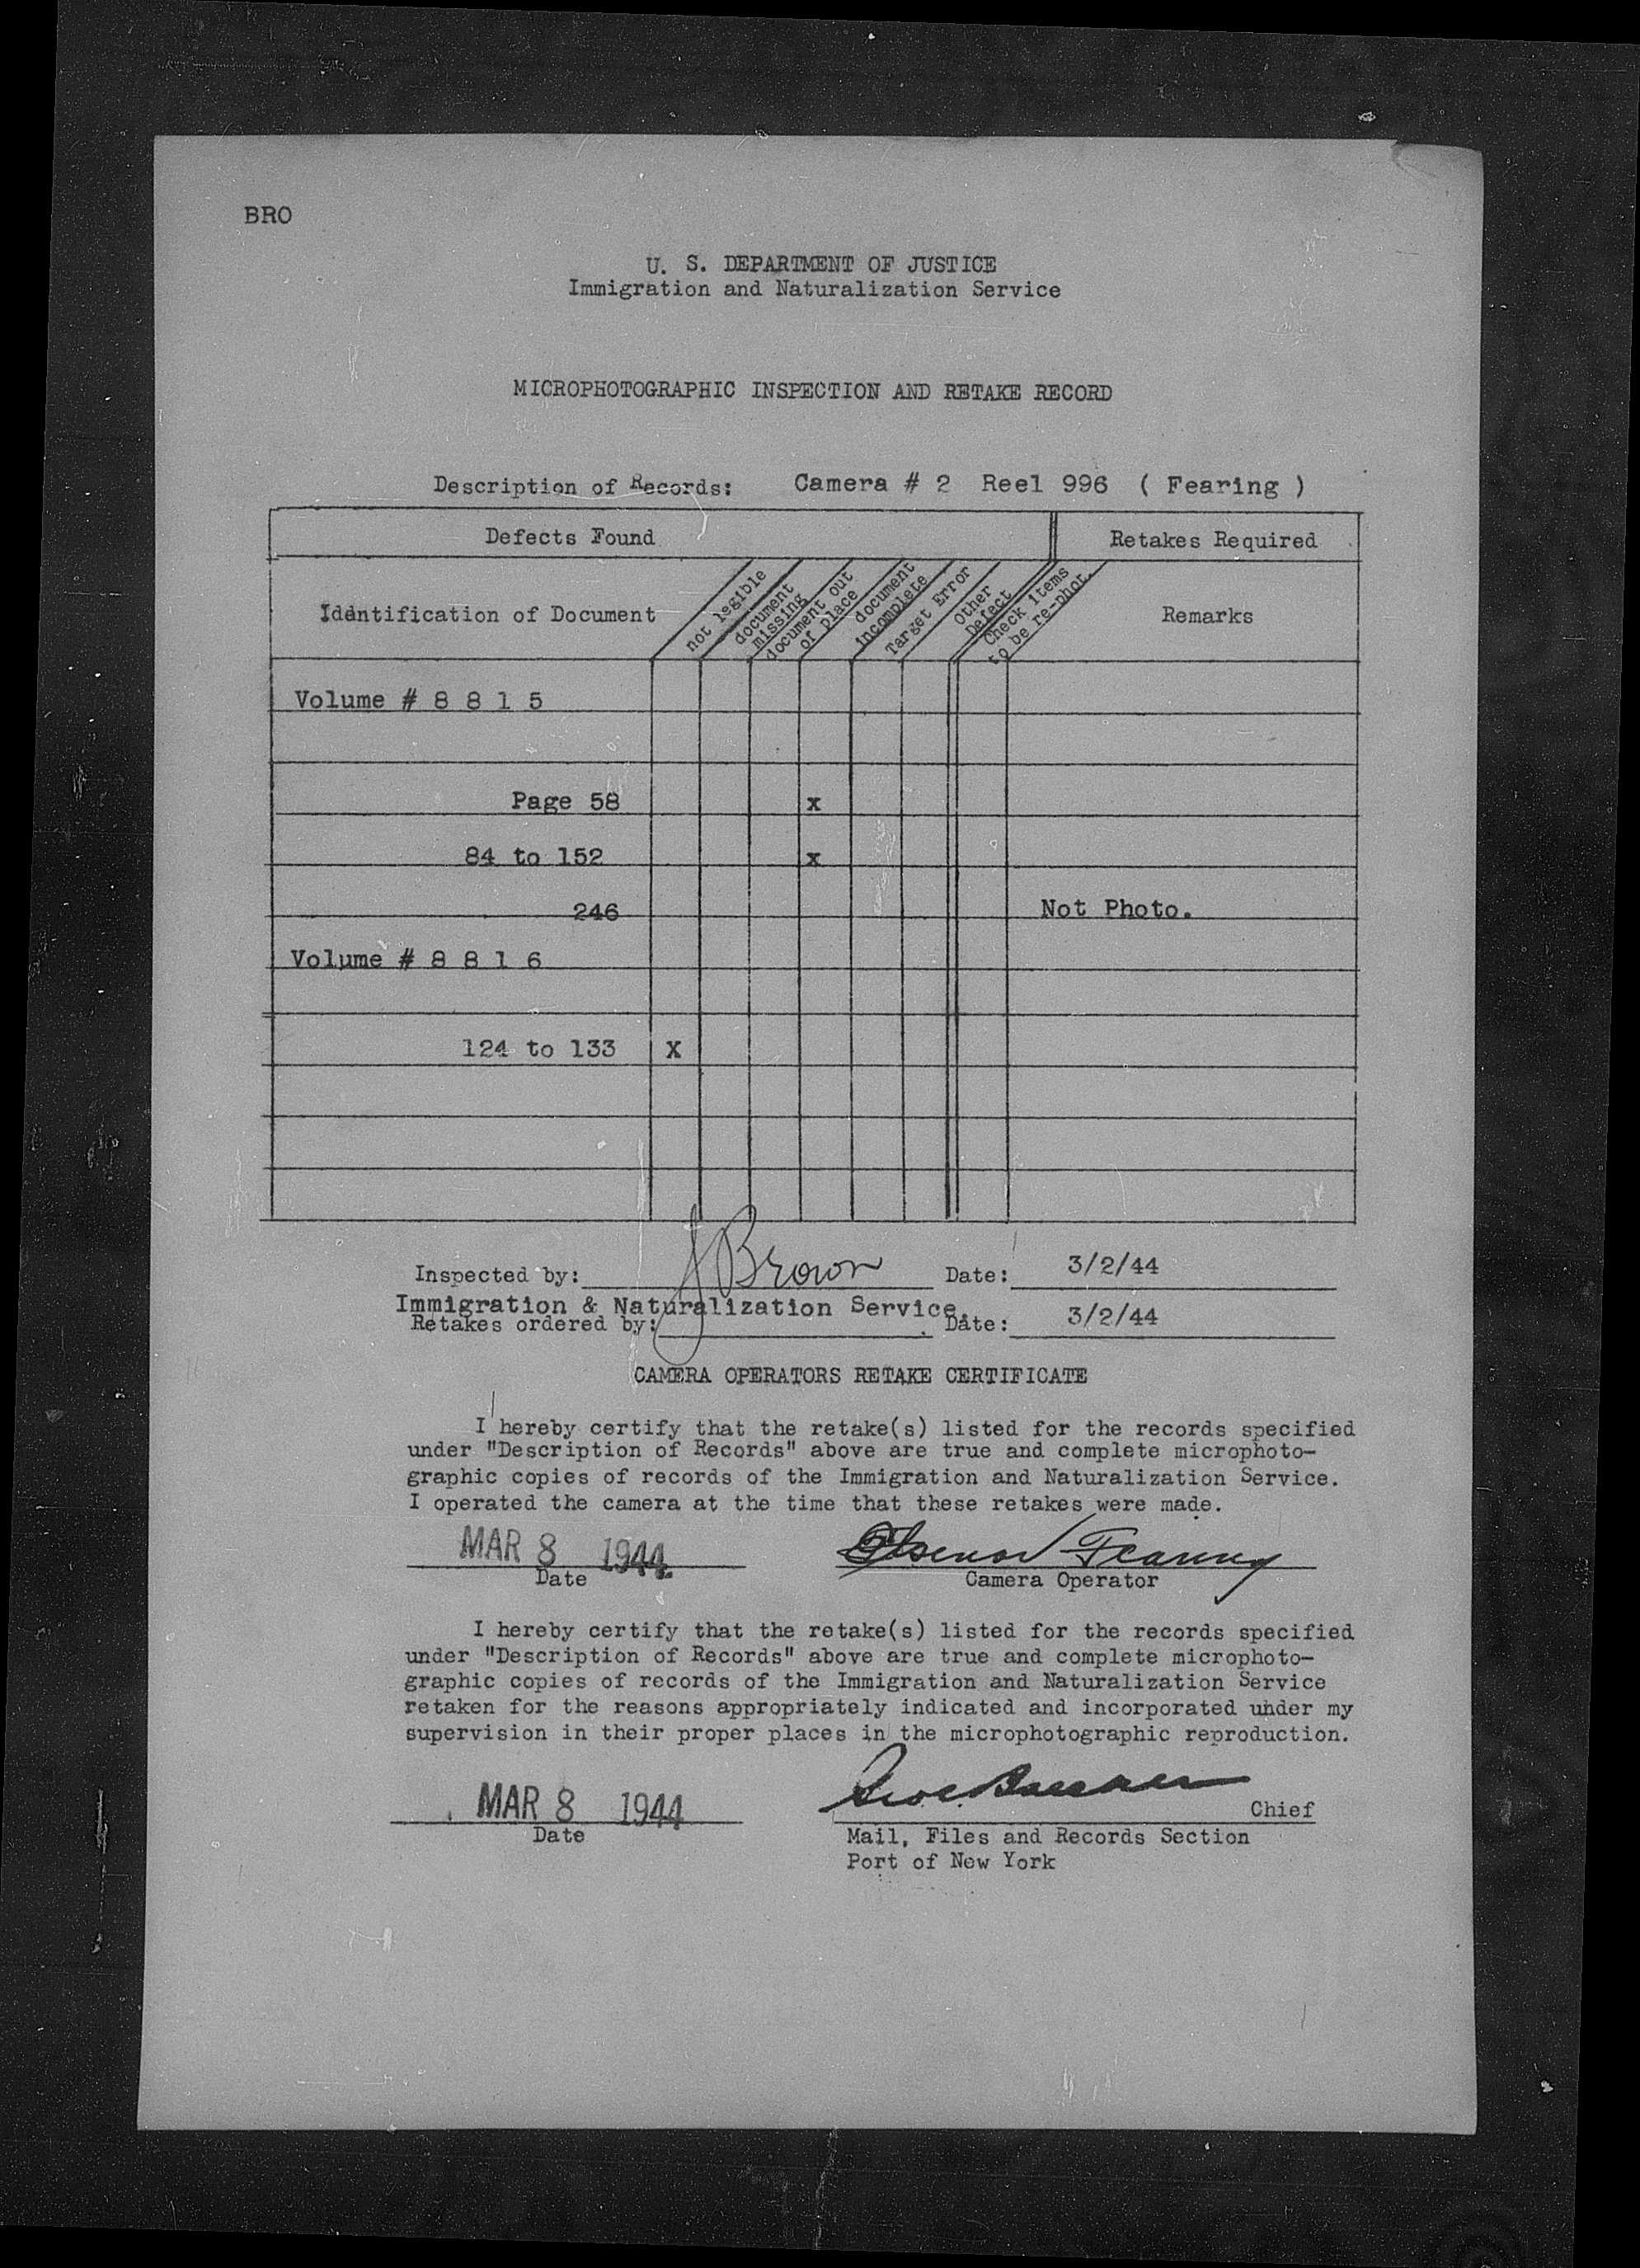 BRO
U. S. DEPARTMENT OF JUSTICE
Immigration and Naturalization Service
MICROPHOTOGRAPHIC INSPECTION AND RETAKE RECORD
Description of Records: Camera # 2 Reel 996 ( Fearing )
Defects Found Retakes Required
Identification of Document
not legible
document
missing
document out
of place
document
incomplete
Target Error
Other
Defect
Check items
to be re-phot.
Remarks
Volume # 8 8 1 5
Page 58 x
84 to 152 x
246 Not Photo.
Volume # 8 8 1 6
124 to 133 X
Inspected by: J Brown Date: 3/2/44
Immigration & Naturalization Service.
Retakes ordered by: Date: 3/2/44
CAMERA OPERATORS RETAKE CERTIFICATE
I hereby certify that the retake(s) listed for the records specified
under "Description of Records" above are true and complete microphoto-
graphic copies of records of the Immigration and Naturalization Service.
I operated the camera at the time that these retakes were made.
MAR 8 1944 Fearing
Date Camera Operator
I hereby certify that the retake(s) listed for the records specified
under "Description of Records" above are true and complete microphoto-
graphic copies of records of the Immigration and Naturalization Service
retaken for the reasons appropriately indicated and incorporated under my
supervision in their proper places in the microphotographic reproduction.
MAR 8 1944 Chief
Date Mail, Files and Records Section
Port of New York